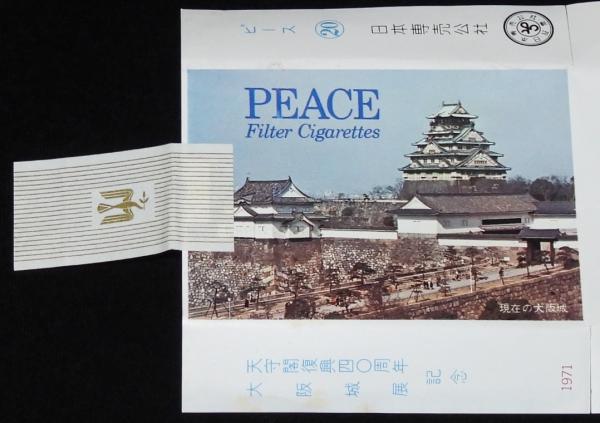 ピース 20 日本専売公社
PEACE
Filter Cigarettes
現在の大阪城
天守閣復興四〇周年
大阪城展記念
1971